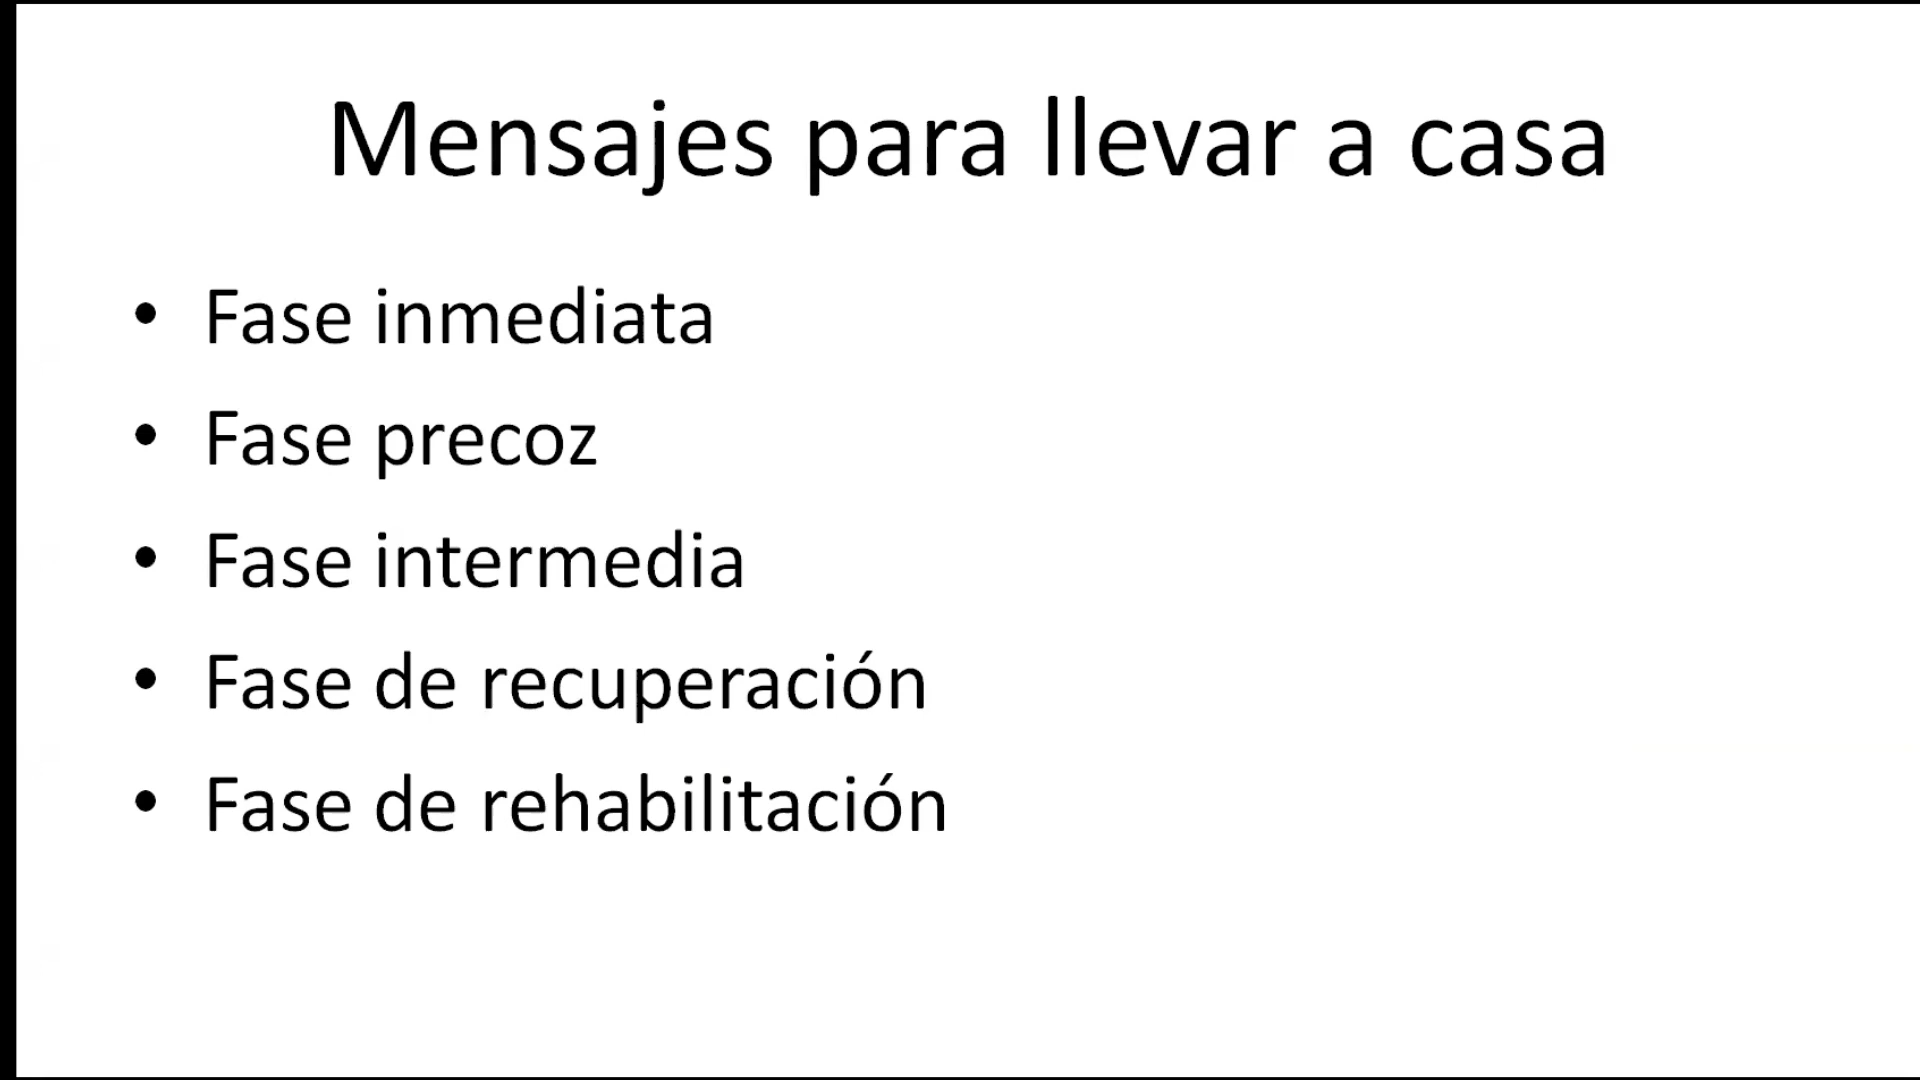 Mensajes para llevar a casa
• Fase inmediata
• Fase precoz
• Fase intermedia
• Fase de recuperación
• Fase de rehabilitación